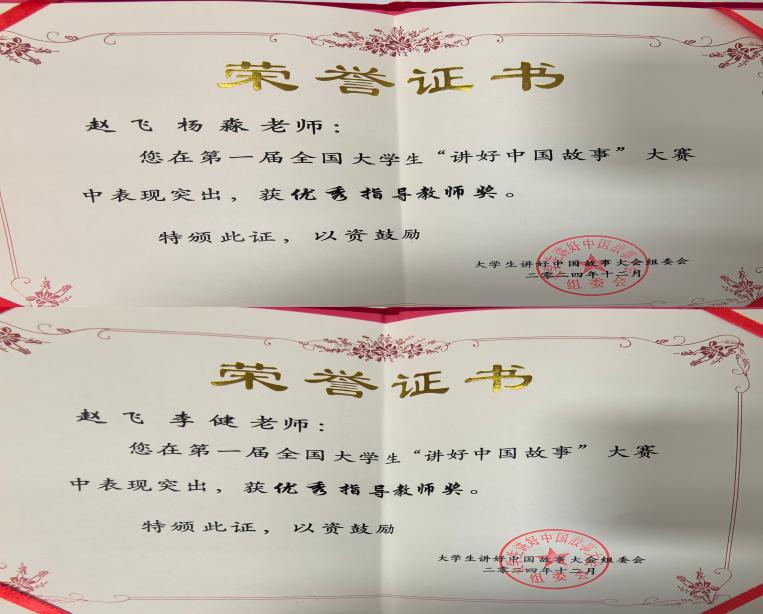 荣誉证书
赵飞 杨淼老师：
您在第一届全国大学生“讲好中国故事”大赛
中表现突出，获优秀指导教师奖。
特颁此证，以资鼓励
大学生讲好中国故事大会组委会
二零二四年十二月
组委会
荣誉证书
赵飞 李健老师：
您在第一届全国大学生“讲好中国故事”大赛
中表现突出，获优秀指导教师奖。
特颁此证，以资鼓励
大学生讲好中国故事大会组委会
二零二四年十二月
组委会